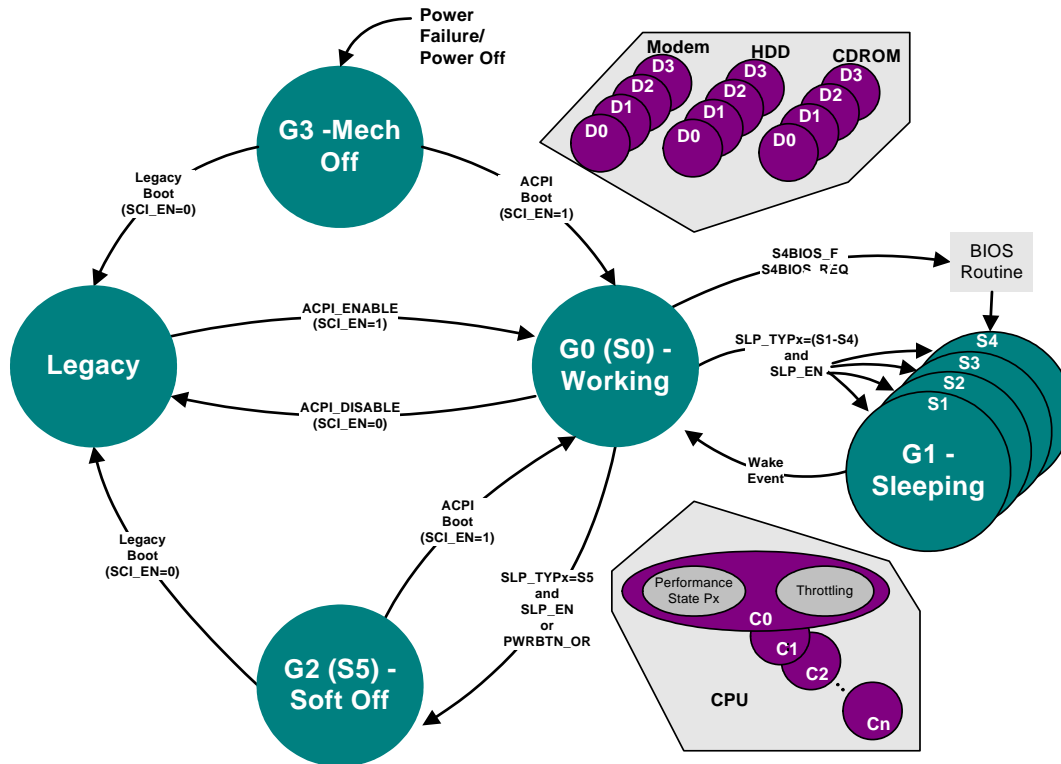 Power
Failure/
Power Off
Modem
HDD
CDROM
D3
D2
D1
D0
D3
D2
D1
D0
D3
D2
D1
D0
G3 -Mech
Off
Legacy
Boot
(SCI_EN=0)
ACPI
Boot
(SCI_EN=1)
S4BIOS_F
S4BIOS_REQ
BIOS
Routine
ACPI_ENABLE
(SCI_EN=1)
Legacy
G0 (S0) -
Working
SLP_TYPx=(S1-S4)
and
SLP_EN
S4
S3
S2
S1
G1 -
Sleeping
ACPI_DISABLE
(SCI_EN=0)
Wake
Event
Legacy
Boot
(SCI_EN=0)
ACPI
Boot
(SCI_EN=1)
SLP_TYPx=S5
and
SLP_EN
or
PWRBTN_OR
G2 (S5) -
Soft Off
Performance
State Px
Throttling
C0
C1
C2
CPU
Cn